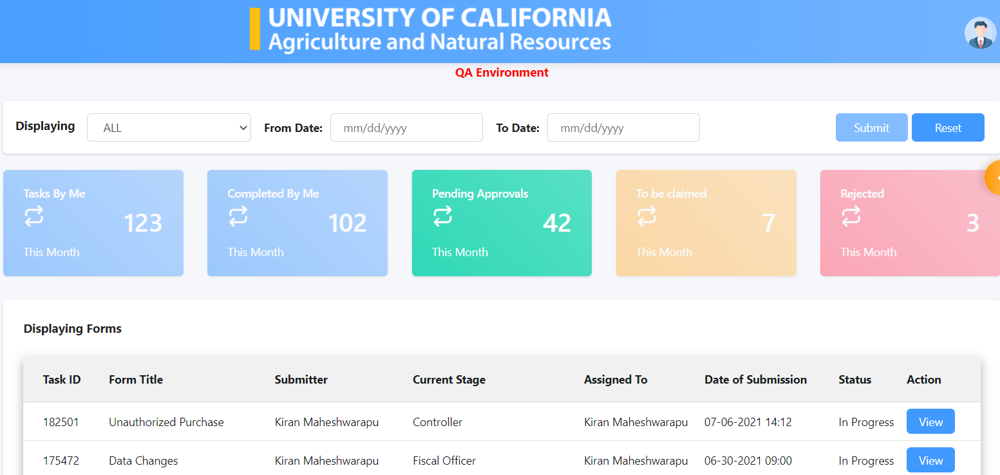 UNIVERSITY OF CALIFORNIA
Agriculture and Natural Resources
QA Environment
Displaying ALL From Date: mm/dd/yyyy To Date: mm/dd/yyyy Submit Reset
Tasks By Me
123
This Month
Completed By Me
102
This Month
Pending Approvals
42
This Month
To be claimed
7
This Month
Rejected
3
This Month
Displaying Forms
Task ID Form Title Submitter Current Stage Assigned To Date of Submission Status Action
182501 Unauthorized Purchase Kiran Maheshwarapu Controller Kiran Maheshwarapu 07-06-2021 14:12 In Progress View
175472 Data Changes Kiran Maheshwarapu Fiscal Officer Kiran Maheshwarapu 06-30-2021 09:00 In Progress View